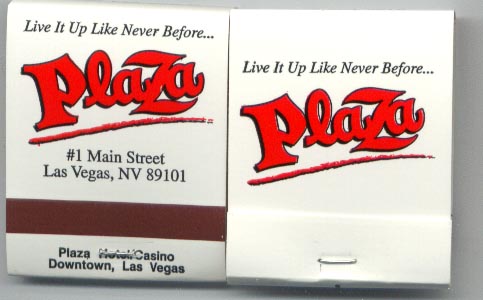 Live It Up Like Never Before...
Plaza
#1 Main Street
Las Vegas, NV 89101
Plaza Hotel/Casino
Downtown, Las Vegas
Live It Up Like Never Before...
Plaza